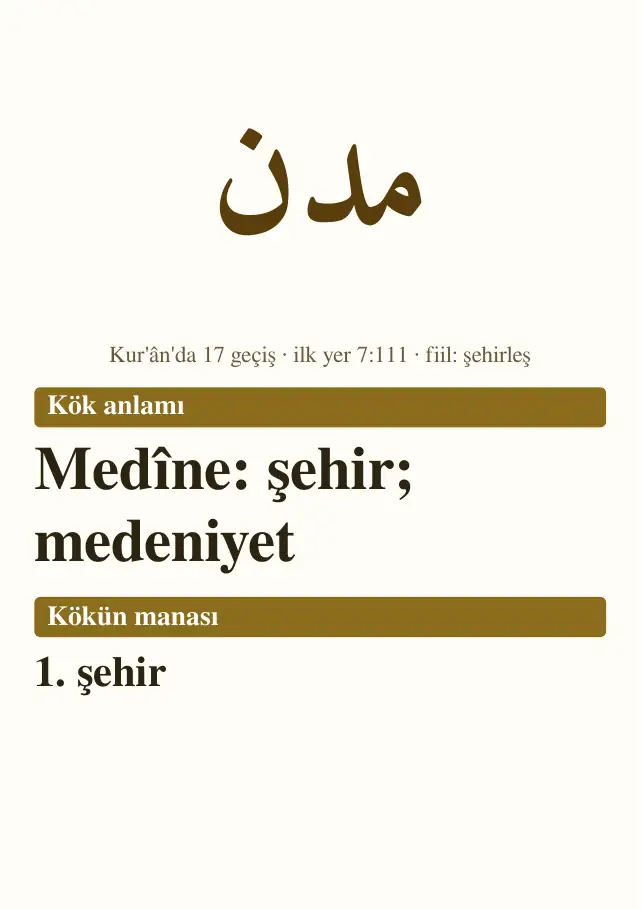 مدن
Kur'ân'da 17 geçiş · ilk yer 7:111 · fiil: şehirleş
Kök anlamı
Medîne: şehir;
medeniyet
Kökün manası
1. şehir